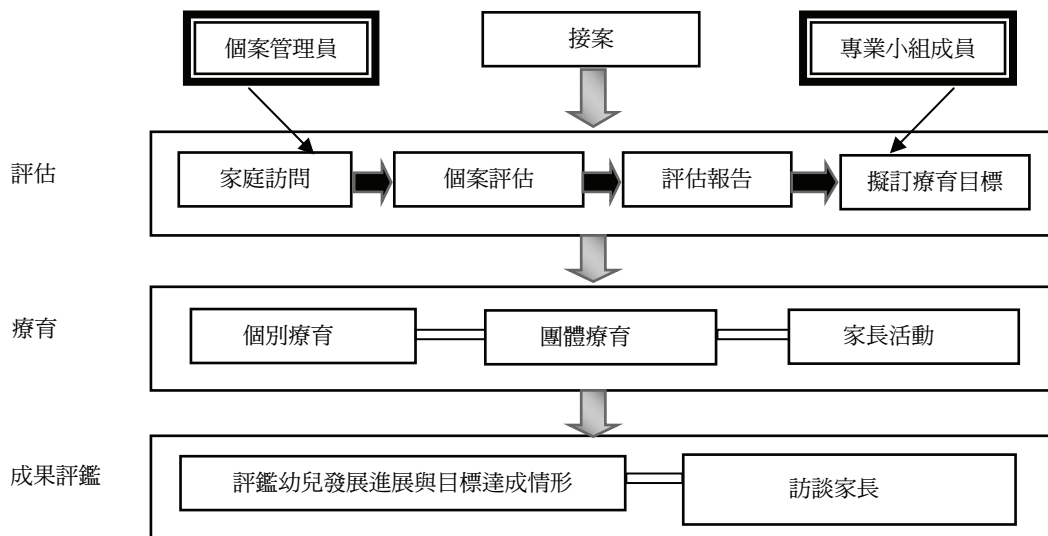 個案管理員
接案
專業小組成員
評估
家庭訪問
個案評估
評估報告
擬訂療育目標
療育
個別療育
團體療育
家長活動
成果評鑑
評鑑幼兒發展進展與目標達成情形
訪談家長